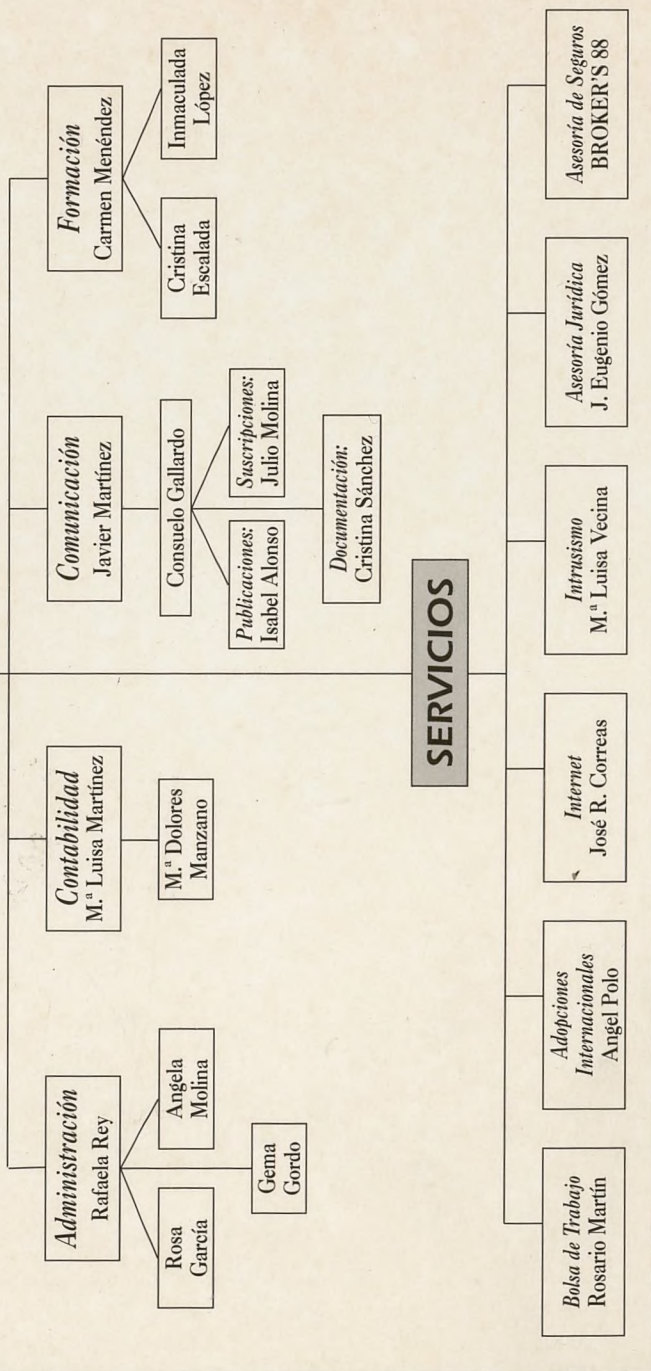 Administración
Rafaela Rey
Rosa
García
Angela
Molina
Gema
Gordo
Contabilidad
M.ª Luisa Martínez
M.ª Dolores
Manzano
Comunicación
Javier Martínez
Consuelo Gallardo
Publicaciones:
Isabel Alonso
Suscripciones:
Julio Molina
Documentación:
Cristina Sánchez
Formación
Carmen Menéndez
Cristina
Escalada
Inmaculada
López
SERVICIOS
Bolsa de Trabajo
Rosario Martín
Adopciones
Internacionales
Angel Polo
Internet
José R. Correas
Intrusismo
M.ª Luisa Vecina
Asesoría Jurídica
J. Eugenio Gómez
Asesoría de Seguros
BROKER'S 88